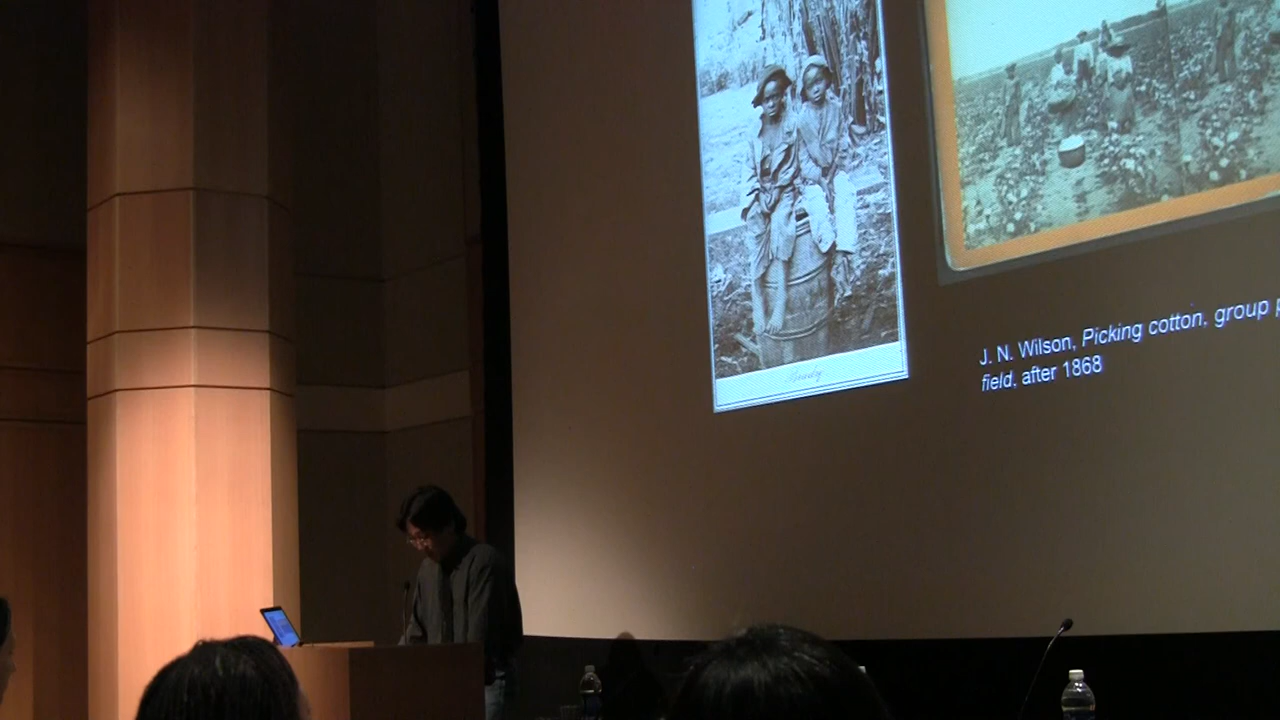 J. N. Wilson, Picking cotton, group
field, after 1868